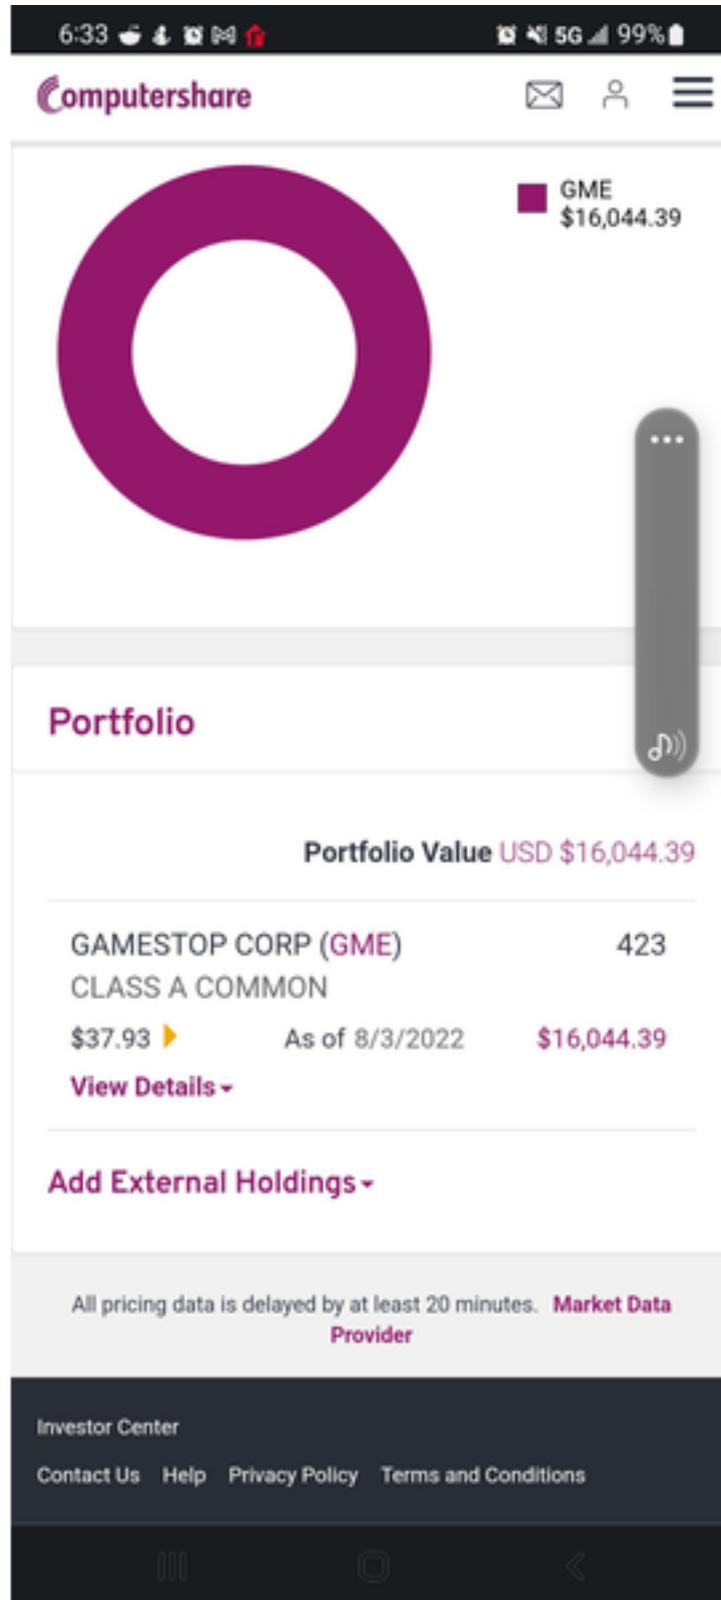 6:33
5G 99%
Computershare
GME
$16,044.39
Portfolio
Portfolio Value USD $16,044.39
GAMESTOP CORP (GME) 423
CLASS A COMMON
$37.93 As of 8/3/2022 $16,044.39
View Details
Add External Holdings
All pricing data is delayed by at least 20 minutes. Market Data
Provider
Investor Center
Contact Us Help Privacy Policy Terms and Conditions